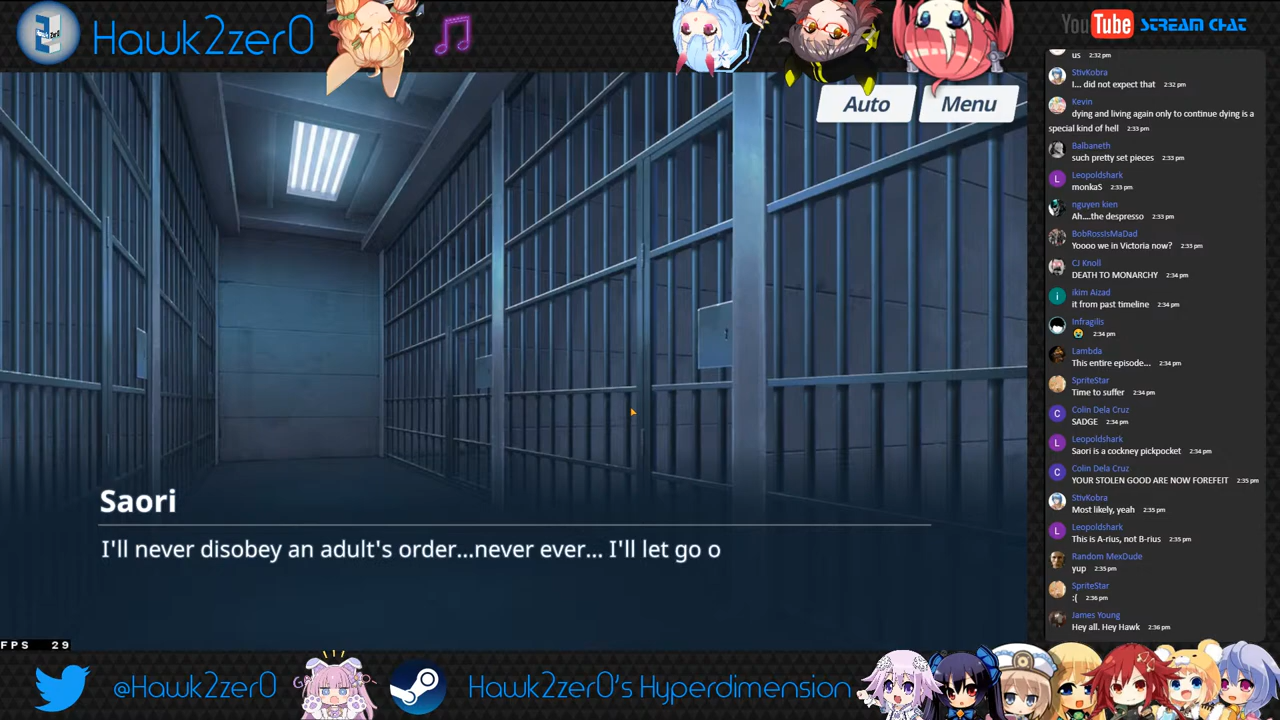 Hawk2zer0
YouTube STREAM CHAT
Auto
Menu
us 2:32 pm
StivKobra
I... did not expect that 2:32 pm
Kevin
dying and living again only to continue dying is a
special kind of hell 2:33 pm
Balbaneth
such pretty set pieces 2:33 pm
L Leopoldshark
monkaS 2:33 pm
nguyen kien
Ah....the despresso 2:33 pm
BobRossIsMaDad
Yoooo we in Victoria now? 2:33 pm
CJ Knoll
DEATH TO MONARCHY 2:34 pm
i ikim Aizad
it from past timeline 2:34 pm
Infragilis
2:34 pm
Lambda
This entire episode... 2:34 pm
SpriteStar
Time to suffer 2:34 pm
C Colin Dela Cruz
SADGE 2:34 pm
L Leopoldshark
Saori is a cockney pickpocket 2:34 pm
C Colin Dela Cruz
YOUR STOLEN GOOD ARE NOW FOREFEIT 2:35 pm
StivKobra
Most likely, yeah 2:35 pm
L Leopoldshark
This is A-rius, not B-rius 2:35 pm
Random MexDude
yup 2:35 pm
SpriteStar
:( 2:36 pm
James Young
Hey all. Hey Hawk 2:36 pm
Saori
I'll never disobey an adult's order...never ever... I'll let go o
FPS 29
@Hawk2zer0
Hawk2zer0's Hyperdimension